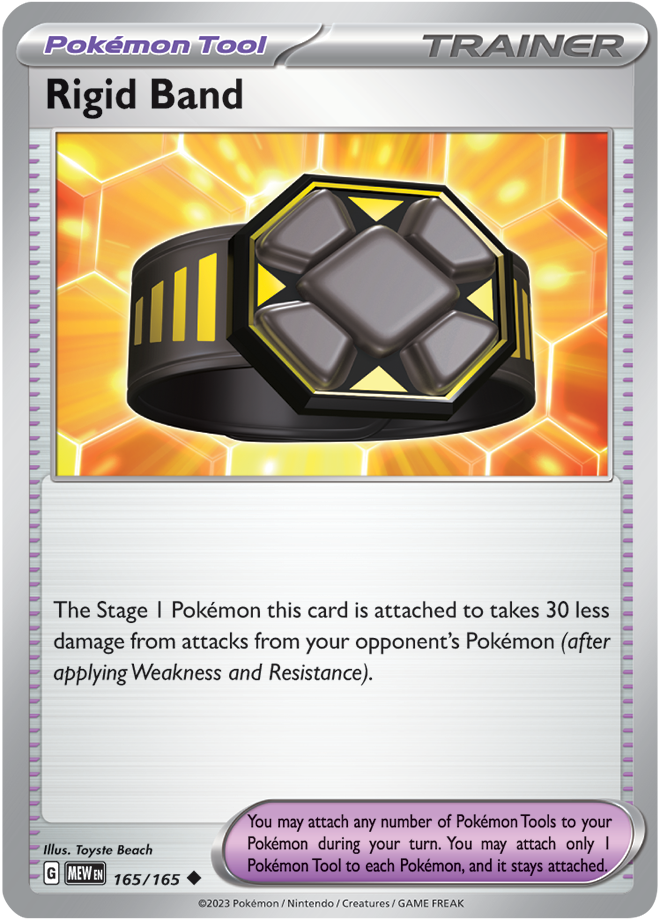 Pokémon Tool
TRAINER
Rigid Band
The Stage 1 Pokémon this card is attached to takes 30 less
damage from attacks from your opponent's Pokémon (after
applying Weakness and Resistance).
You may attach any number of Pokémon Tools to your
Pokémon during your turn. You may attach only 1
Pokémon Tool to each Pokémon, and it stays attached.
Illus. Toyste Beach
G MEW EN 165/165 ◆
©2023 Pokémon / Nintendo / Creatures / GAME FREAK